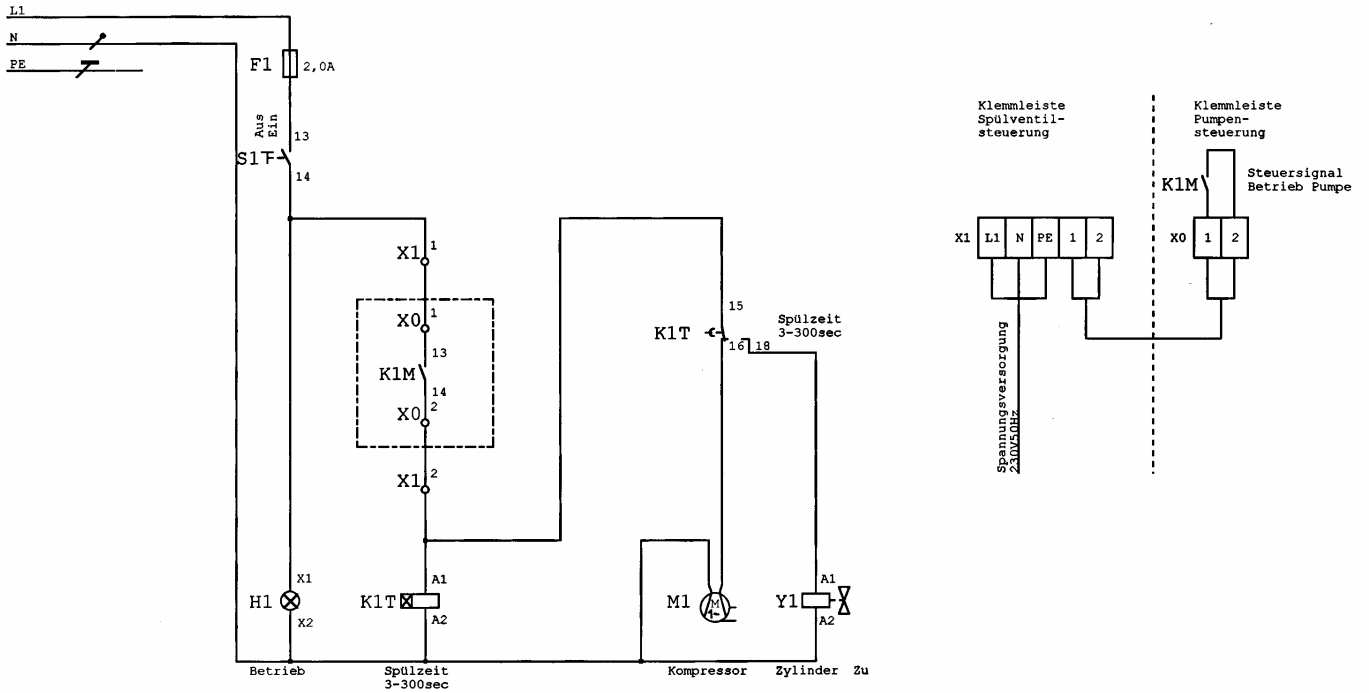 L1
N
PE
F1
2,0A
Aus
Ein
13
S1
14
X1 1
X0 1
13
K1M
14
X0 2
X1 2
15
K1T
16 18
Spülzeit
3-300sec
X1
H1
X2
A1
K1T
A2
M1
M
1~
A1
Y1
A2
Betrieb
Spülzeit
3-300sec
Kompressor
Zylinder Zu
Klemmleiste
Spülventil-
steuerung
Klemmleiste
Pumpen-
steuerung
K1M
Steuersignal
Betrieb Pumpe
X1 L1 N PE 1 2
X0 1 2
Spannungsversorgung
230V50Hz